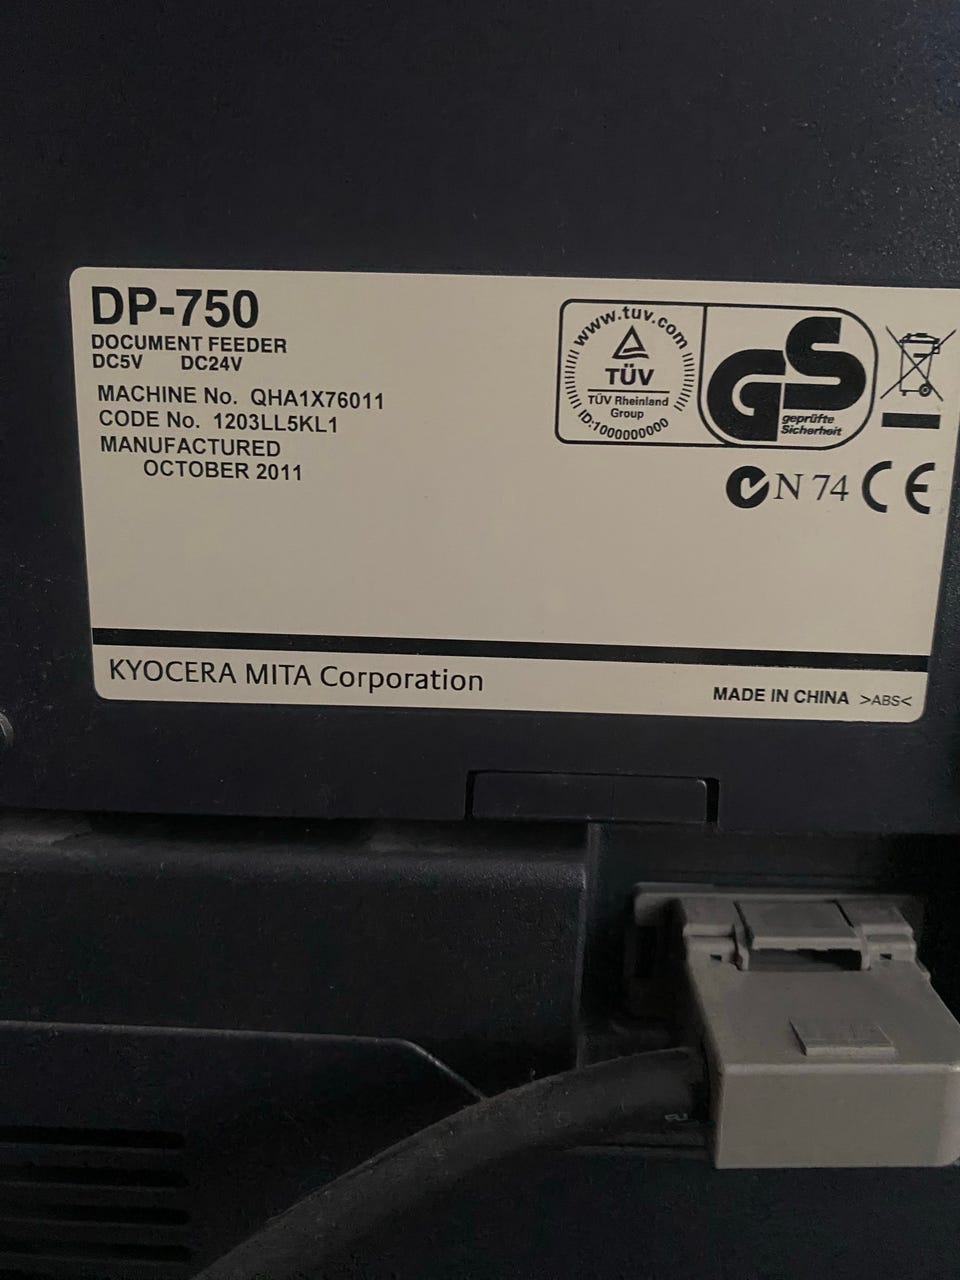 DP-750
DOCUMENT FEEDER
DC5V DC24V
MACHINE No. QHA1X76011
CODE No. 1203LL5KL1
MANUFACTURED
OCTOBER 2011
www.tuv.com
TÜV
TÜV Rheinland
Group
ID:1000000000
GS
geprüfte
Sicherheit
N 74 CE
KYOCERA MITA Corporation
MADE IN CHINA >ABS<